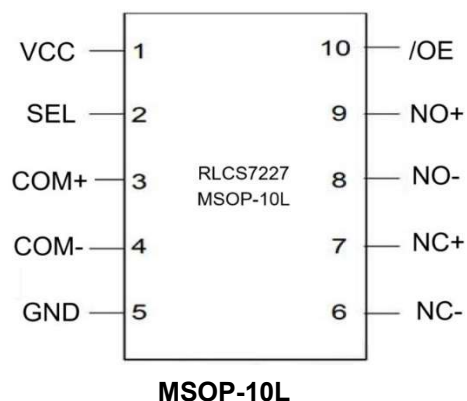 VCC 1 10 /OE
SEL 2 9 NO+
COM+ 3 RLCS7227 8 NO-
MSOP-10L
COM- 4 7 NC+
GND 5 6 NC-
MSOP-10L